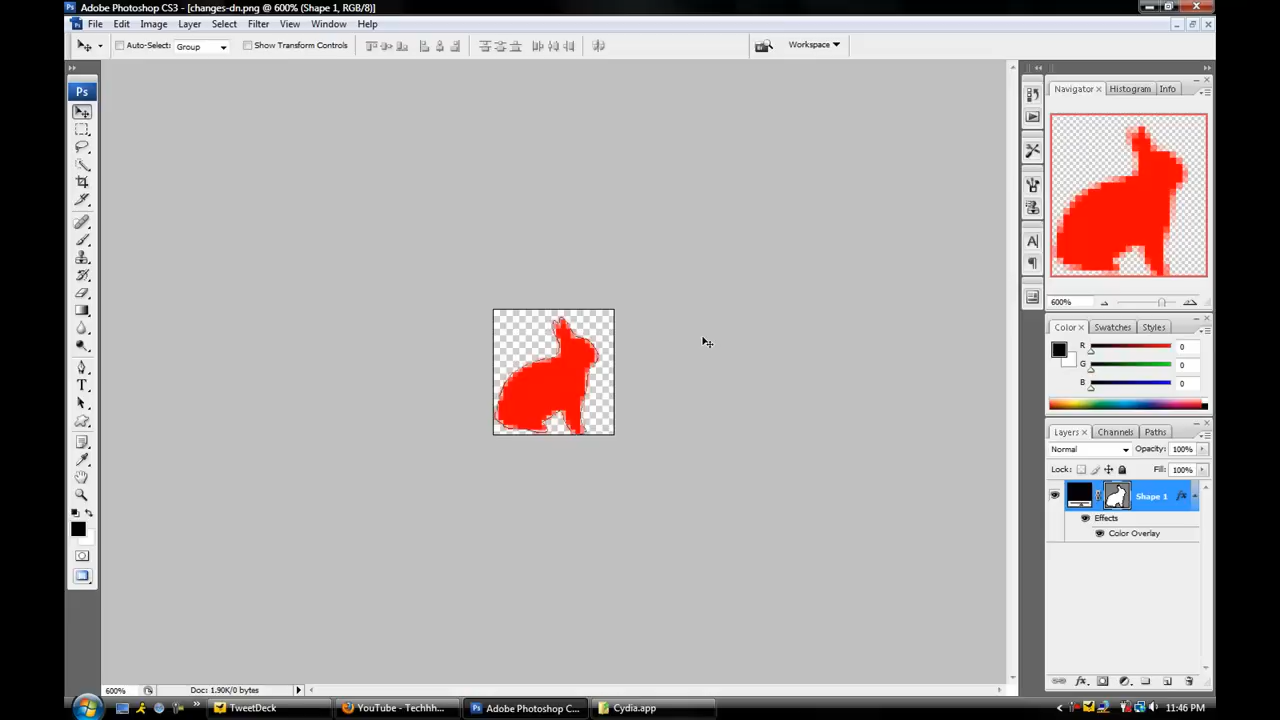 Adobe Photoshop CS3 - [changes-dn.png @ 600% (Shape 1, RGB/8)]
Ps File Edit Image Layer Select Filter View Window Help
Auto-Select: Group Show Transform Controls Workspace
Ps
Navigator Histogram Info
600%
Color Swatches Styles
R 0
G 0
B 0
Layers Channels Paths
Normal Opacity: 100%
Lock: Fill: 100%
Shape 1 fx
Effects
Color Overlay
T
A
600% Doc: 1.90K/0 bytes
TweetDeck YouTube - Techhh... Adobe Photoshop C... Cydia.app 11:46 PM